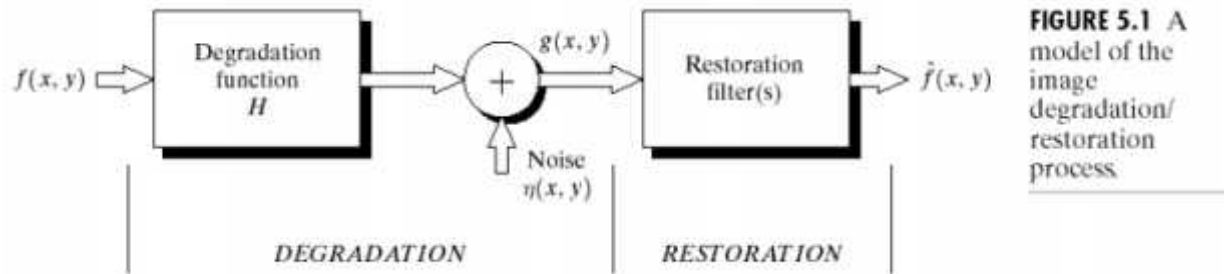 f(x, y)
Degradation
function
H
+
g(x, y)
Noise
η(x, y)
Restoration
filter(s)
f̂(x, y)
DEGRADATION
RESTORATION
FIGURE 5.1 A
model of the
image
degradation/
restoration
process.